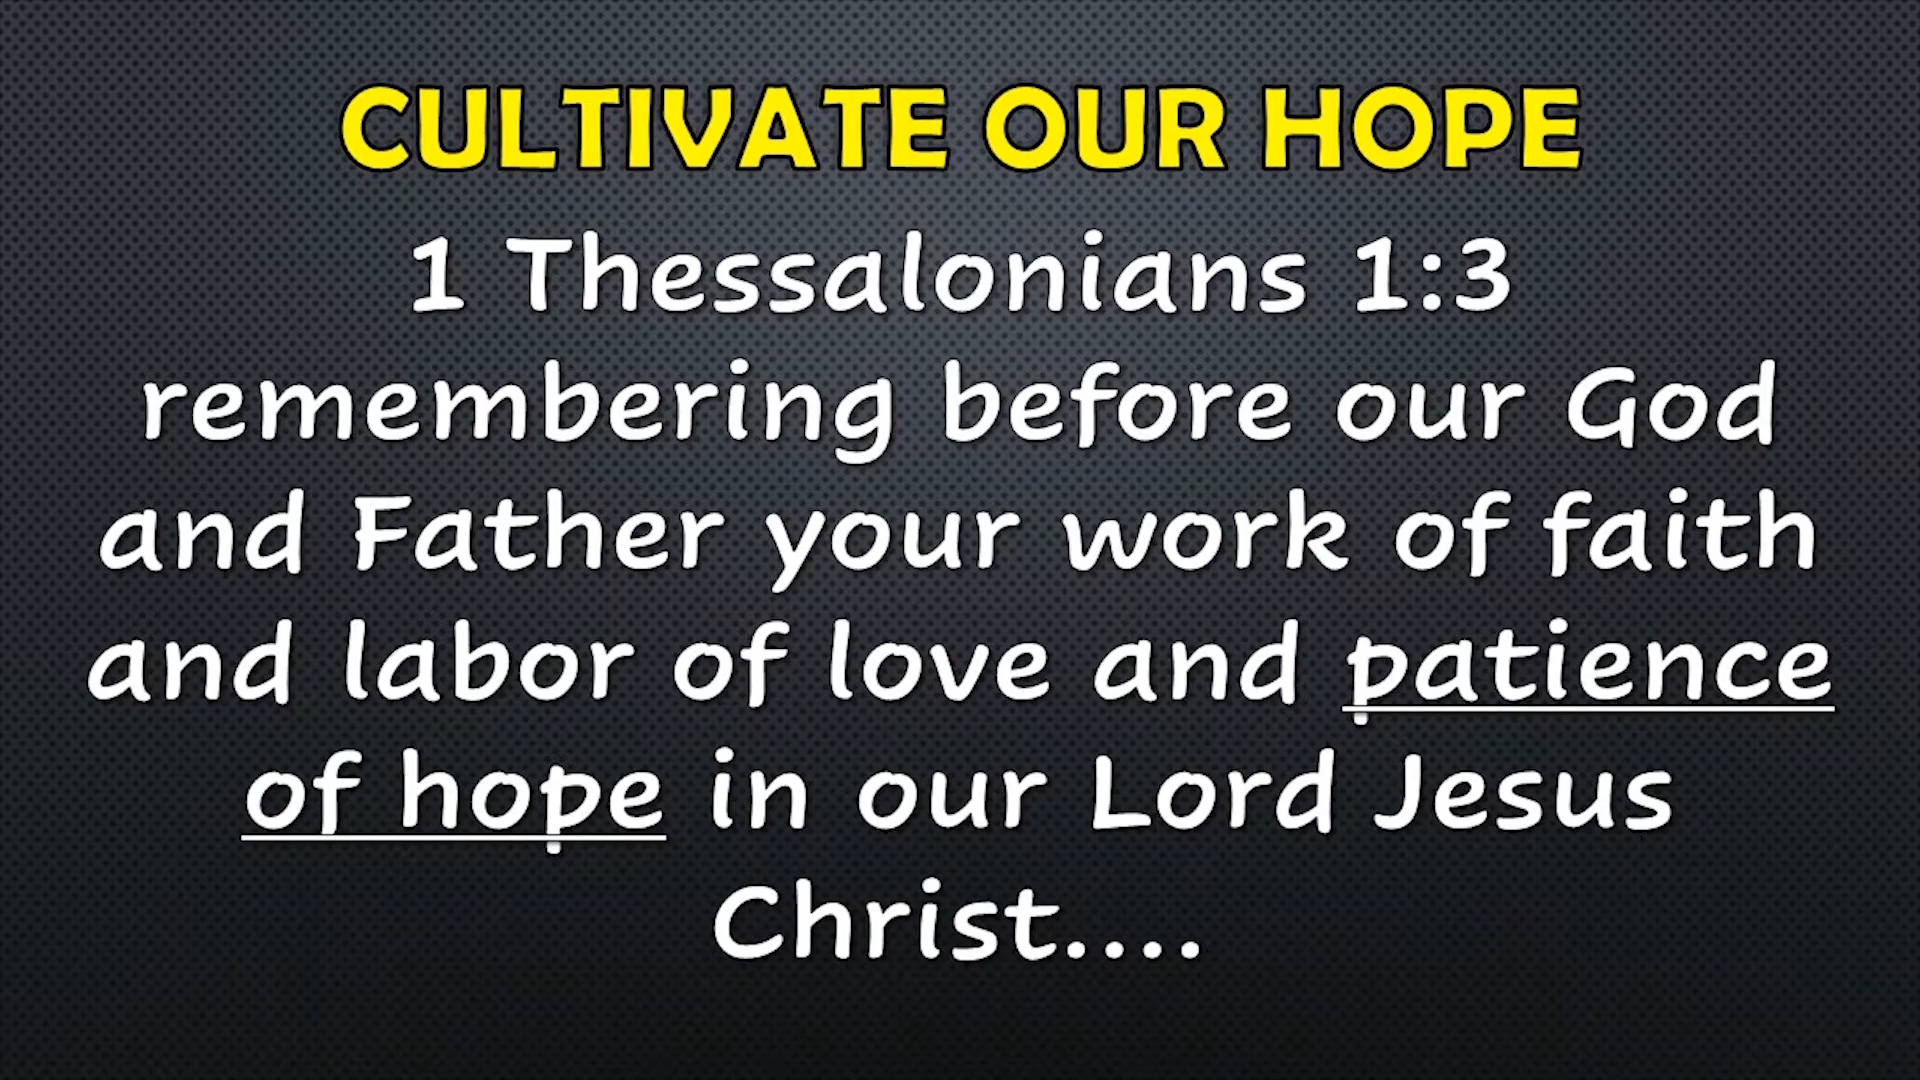 CULTIVATE OUR HOPE
1 Thessalonians 1:3
remembering before our God
and Father your work of faith
and labor of love and patience
of hope in our Lord Jesus
Christ....